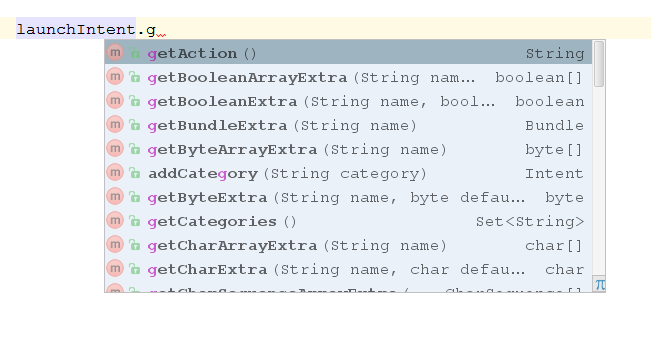 launchIntent.g
m getAction() String
m getBooleanArrayExtra(String nam… boolean[]
m getBooleanExtra(String name, bool… boolean
m getBundleExtra(String name) Bundle
m getByteArrayExtra(String name) byte[]
m addCategory(String category) Intent
m getByteExtra(String name, byte defau… byte
m getCategories() Set<String>
m getCharArrayExtra(String name) char[]
m getCharExtra(String name, char defau… char
m getCharSequenceArrayExtra(… CharSequence[]
π